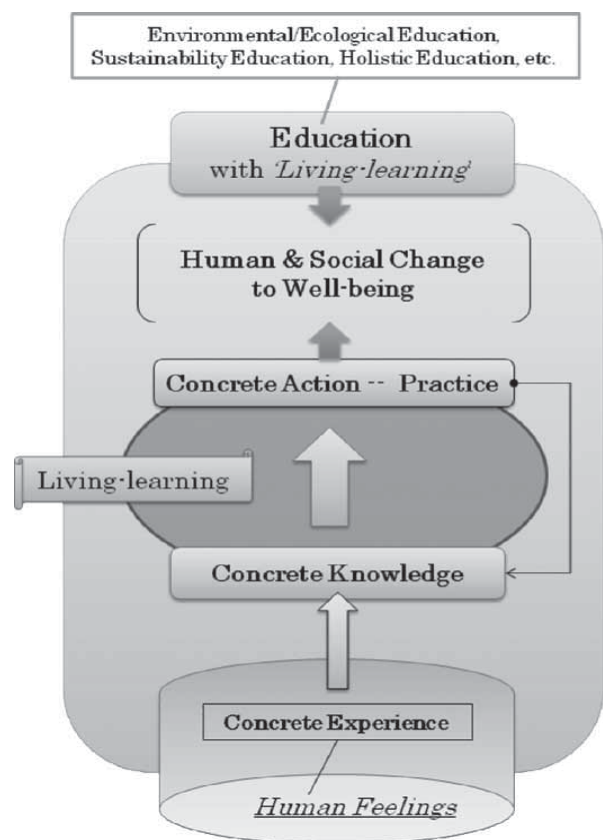 Environmental/Ecological Education,
Sustainability Education, Holistic Education, etc.
Education
with 'Living-learning'
Human & Social Change
to Well-being
Concrete Action -- Practice
Living-learning
Concrete Knowledge
Concrete Experience
Human Feelings